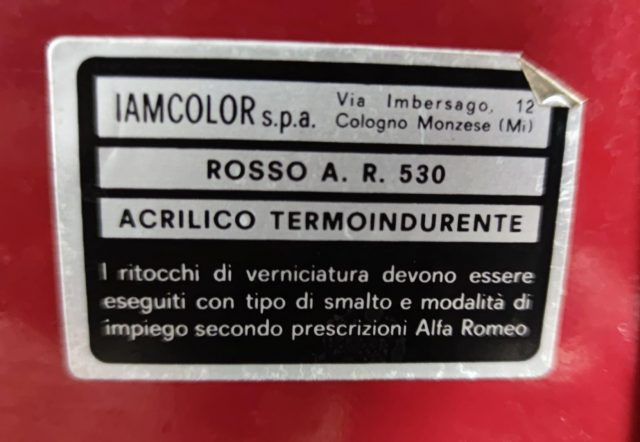 IAMCOLOR s.p.a. Via Imbersago, 12
Cologno Monzese (Mi)
ROSSO A. R. 530
ACRILICO TERMOINDURENTE
I ritocchi di verniciatura devono essere
eseguiti con tipo di smalto e modalità di
impiego secondo prescrizioni Alfa Romeo